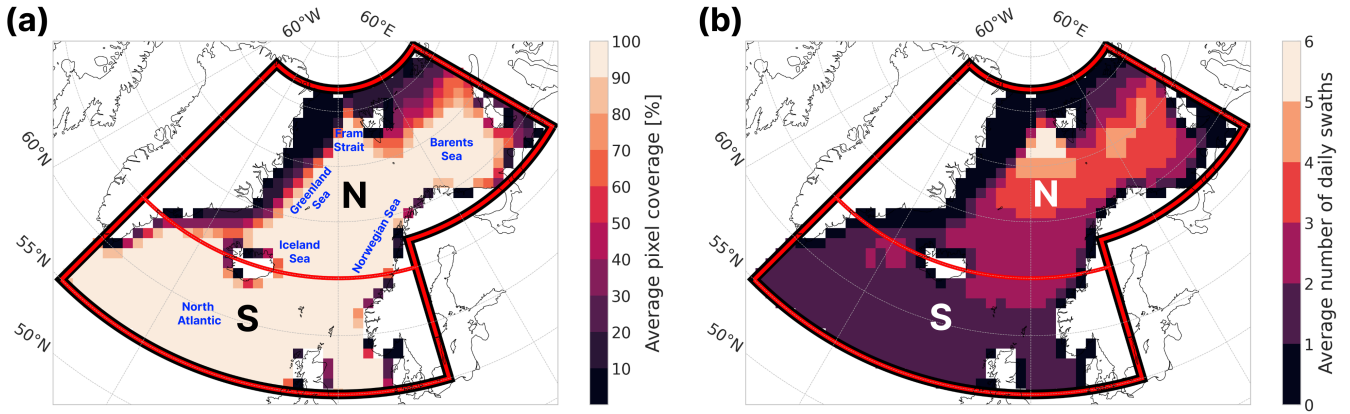 (a)
60°W
60°E
60°N
55°N
50°N
Fram
Strait
Barents
Sea
Greenland
Sea
N
Norwegian Sea
Iceland
Sea
North
Atlantic
S
100
90
80
70
60
50
40
30
20
10
Average pixel coverage [%]
(b)
60°W
60°E
60°N
55°N
50°N
N
S
6
5
4
3
2
1
0
Average number of daily swaths